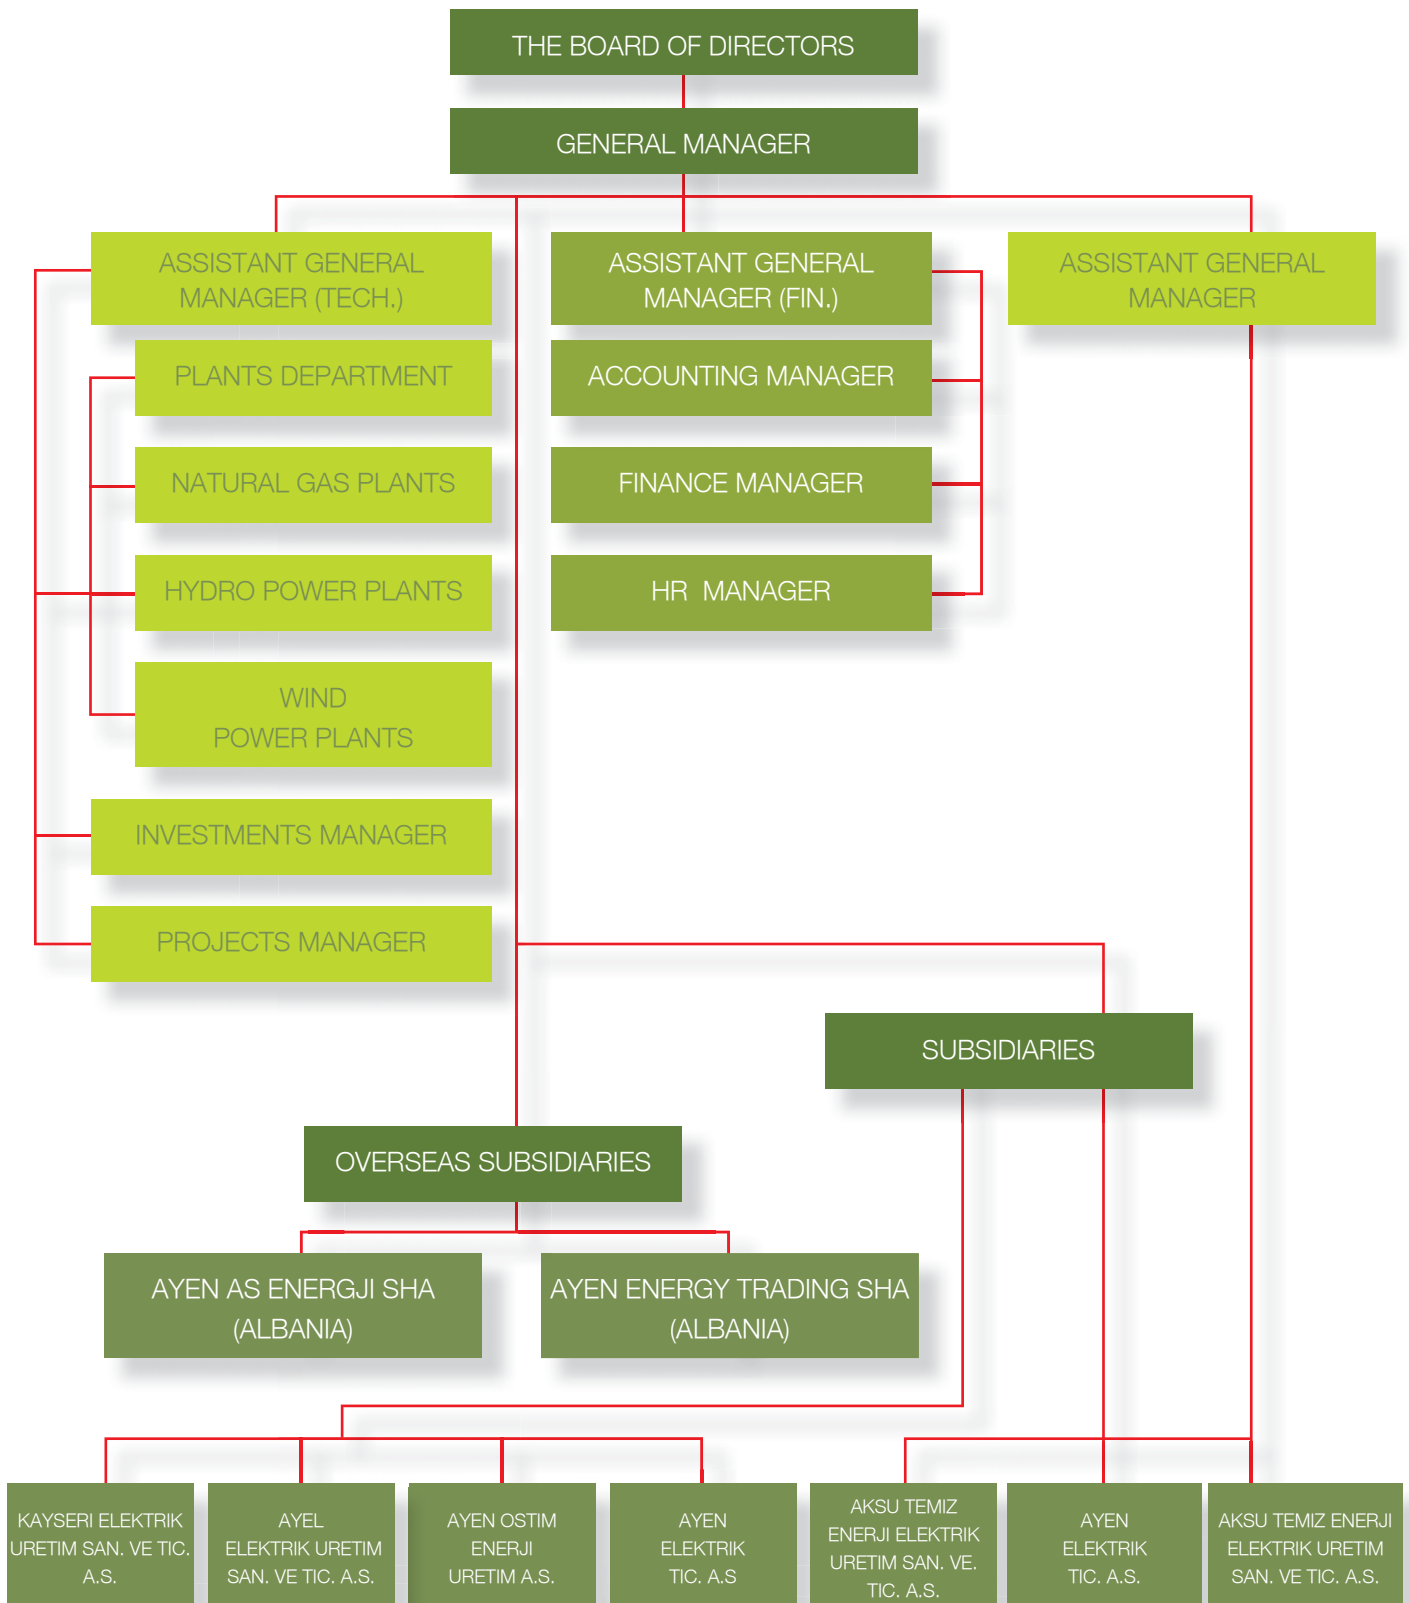 THE BOARD OF DIRECTORS
GENERAL MANAGER
ASSISTANT GENERAL
MANAGER (TECH.)
PLANTS DEPARTMENT
NATURAL GAS PLANTS
HYDRO POWER PLANTS
WIND
POWER PLANTS
INVESTMENTS MANAGER
PROJECTS MANAGER
ASSISTANT GENERAL
MANAGER (FIN.)
ACCOUNTING MANAGER
FINANCE MANAGER
HR MANAGER
ASSISTANT GENERAL
MANAGER
SUBSIDIARIES
OVERSEAS SUBSIDIARIES
AYEN AS ENERGJI SHA
(ALBANIA)
AYEN ENERGY TRADING SHA
(ALBANIA)
KAYSERI ELEKTRIK
URETIM SAN. VE TIC.
A.S.
AYEL
ELEKTRIK URETIM
SAN. VE TIC. A.S.
AYEN OSTIM
ENERJI
URETIM A.S.
AYEN
ELEKTRIK
TIC. A.S
AKSU TEMIZ
ENERJI ELEKTRIK
URETIM SAN. VE.
TIC. A.S.
AYEN
ELEKTRIK
TIC. A.S.
AKSU TEMIZ ENERJI
ELEKTRIK URETIM
SAN. VE TIC. A.S.